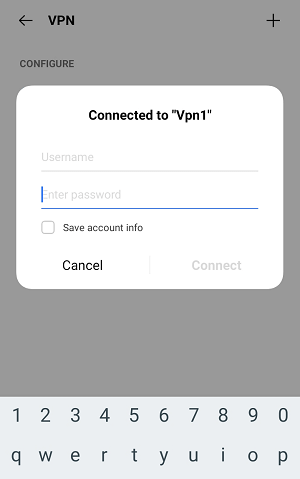 VPN
CONFIGURE
Connected to "Vpn1"
Username
Enter password
Save account info
Cancel Connect
1 2 3 4 5 6 7 8 9 0
q w e r t y u i o p